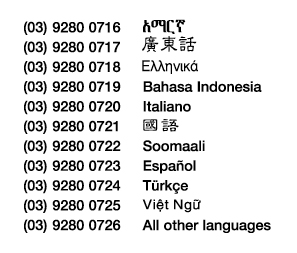 (03) 9280 0716 አማርኛ
(03) 9280 0717 廣東話
(03) 9280 0718 Ελληνικά
(03) 9280 0719 Bahasa Indonesia
(03) 9280 0720 Italiano
(03) 9280 0721 國語
(03) 9280 0722 Soomaali
(03) 9280 0723 Español
(03) 9280 0724 Türkçe
(03) 9280 0725 Việt Ngữ
(03) 9280 0726 All other languages